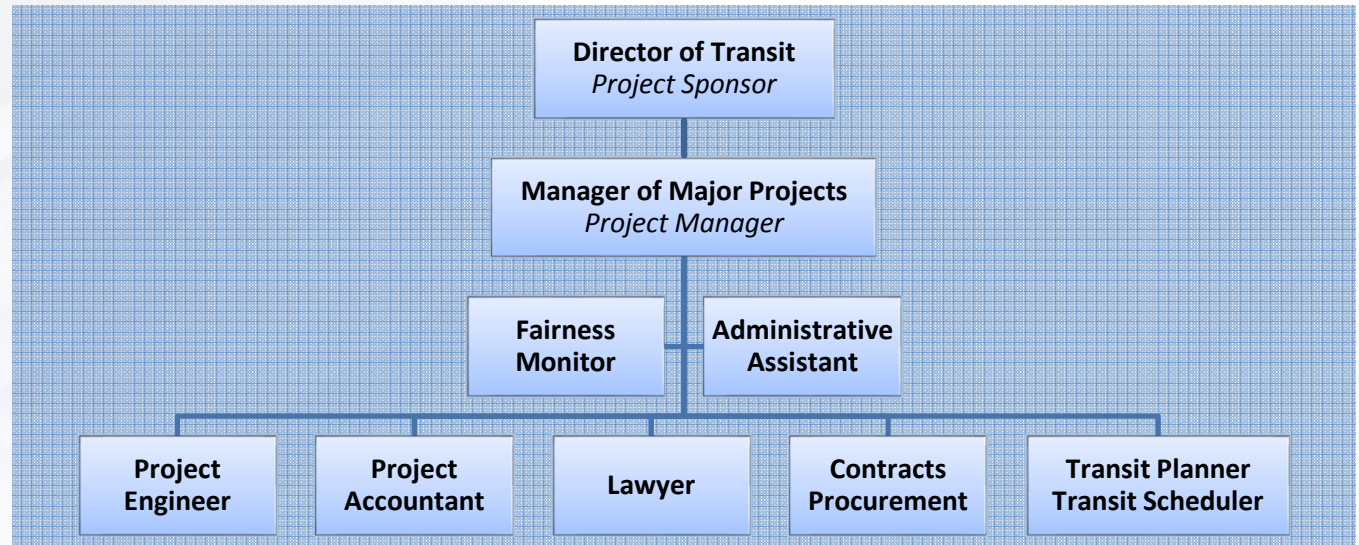 Director of Transit
Project Sponsor
Manager of Major Projects
Project Manager
Fairness
Monitor
Administrative
Assistant
Project
Engineer
Project
Accountant
Lawyer
Contracts
Procurement
Transit Planner
Transit Scheduler